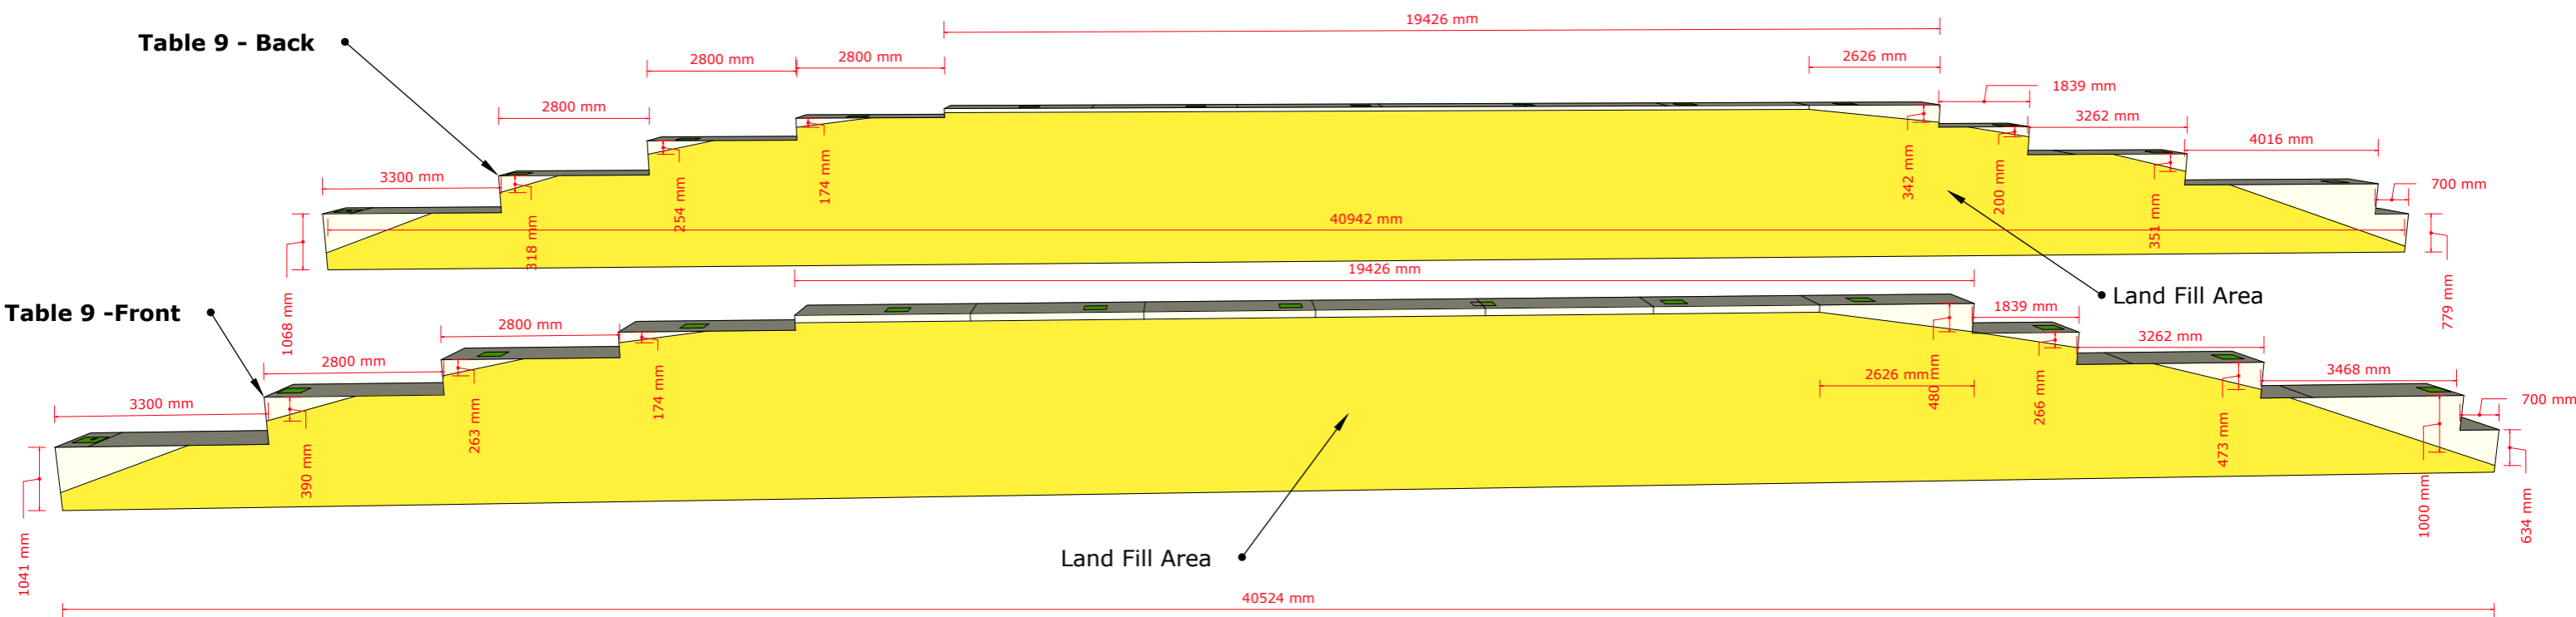 19426 mm
Table 9 - Back
2800 mm
2800 mm
2626 mm
1839 mm
2800 mm
3262 mm
4016 mm
3300 mm
174 mm
342 mm
200 mm
700 mm
254 mm
318 mm
351 mm
40942 mm
1068 mm
779 mm
Land Fill Area
19426 mm
Table 9 -Front
2800 mm
1839 mm
2800 mm
3262 mm
2626 mm
3468 mm
3300 mm
174 mm
480 mm
266 mm
700 mm
263 mm
473 mm
390 mm
1000 mm
634 mm
1041 mm
Land Fill Area
40524 mm